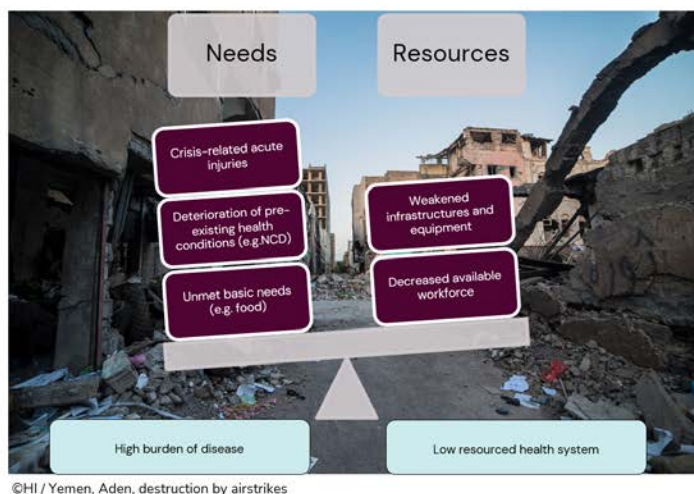 Needs
Resources
Crisis-related acute
injuries
Deterioration of pre-
existing health
conditions (e.g.NCD)
Unmet basic needs
(e.g. food)
Weakened
infrastructures and
equipment
Decreased available
workforce
High burden of disease
Low resourced health system
©HI / Yemen, Aden, destruction by airstrikes